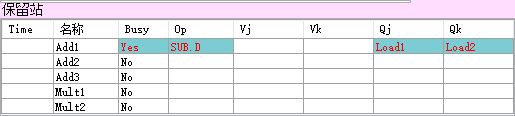 保留站
Time 名称 Busy Op Vj Vk Qj Qk
Add1 Yes SUB.D Load1 Load2
Add2 No
Add3 No
Mult1 No
Mult2 No